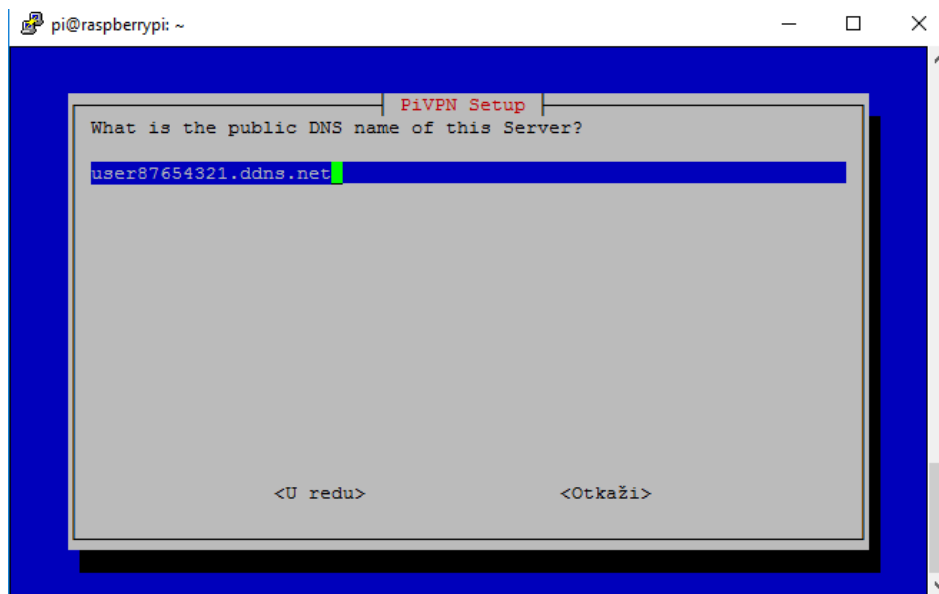 pi@raspberrypi: ~
PiVPN Setup
What is the public DNS name of this Server?
user87654321.ddns.net
<U redu> <Otkaži>